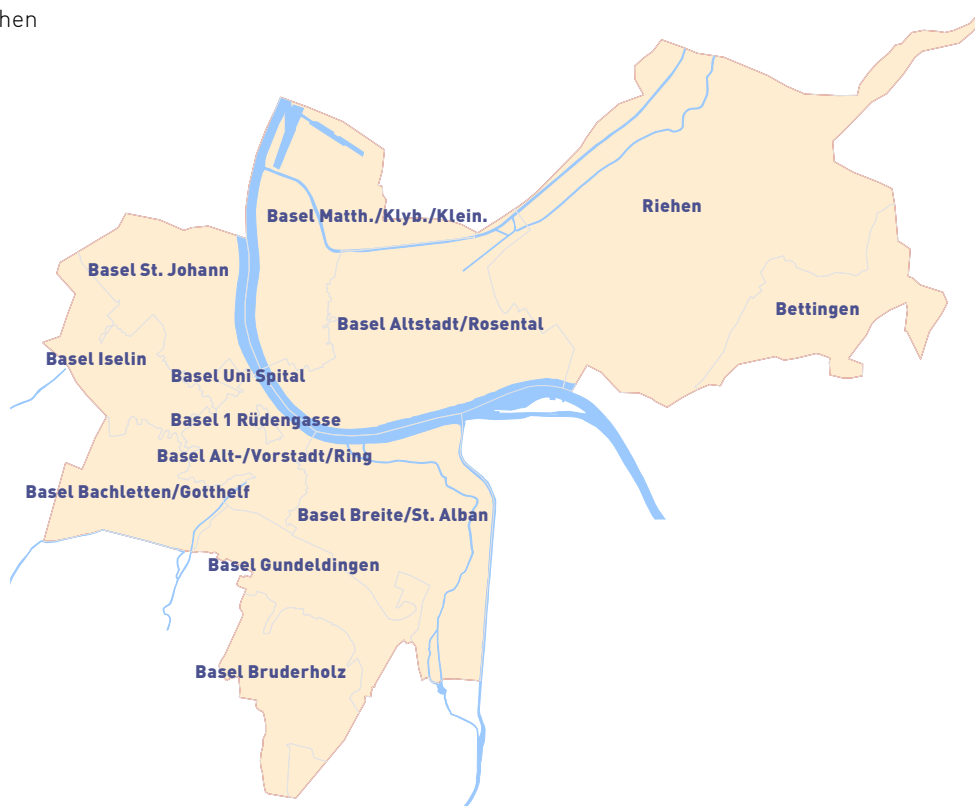 hen
Riehen
Basel Matth./Klyb./Klein.
Basel St. Johann
Bettingen
Basel Altstadt/Rosental
Basel Iselin
Basel Uni Spital
Basel 1 Rüdengasse
Basel Alt-/Vorstadt/Ring
Basel Bachletten/Gotthelf
Basel Breite/St. Alban
Basel Gundeldingen
Basel Bruderholz